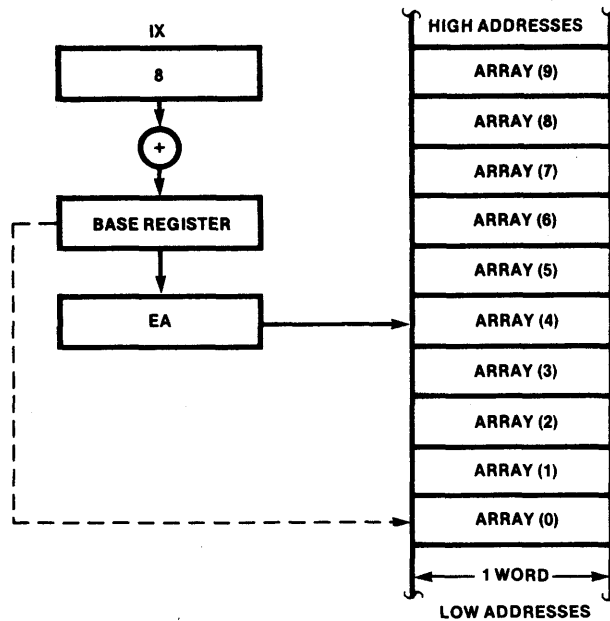 IX
8
+
BASE REGISTER
EA
HIGH ADDRESSES
ARRAY (9)
ARRAY (8)
ARRAY (7)
ARRAY (6)
ARRAY (5)
ARRAY (4)
ARRAY (3)
ARRAY (2)
ARRAY (1)
ARRAY (0)
1 WORD
LOW ADDRESSES